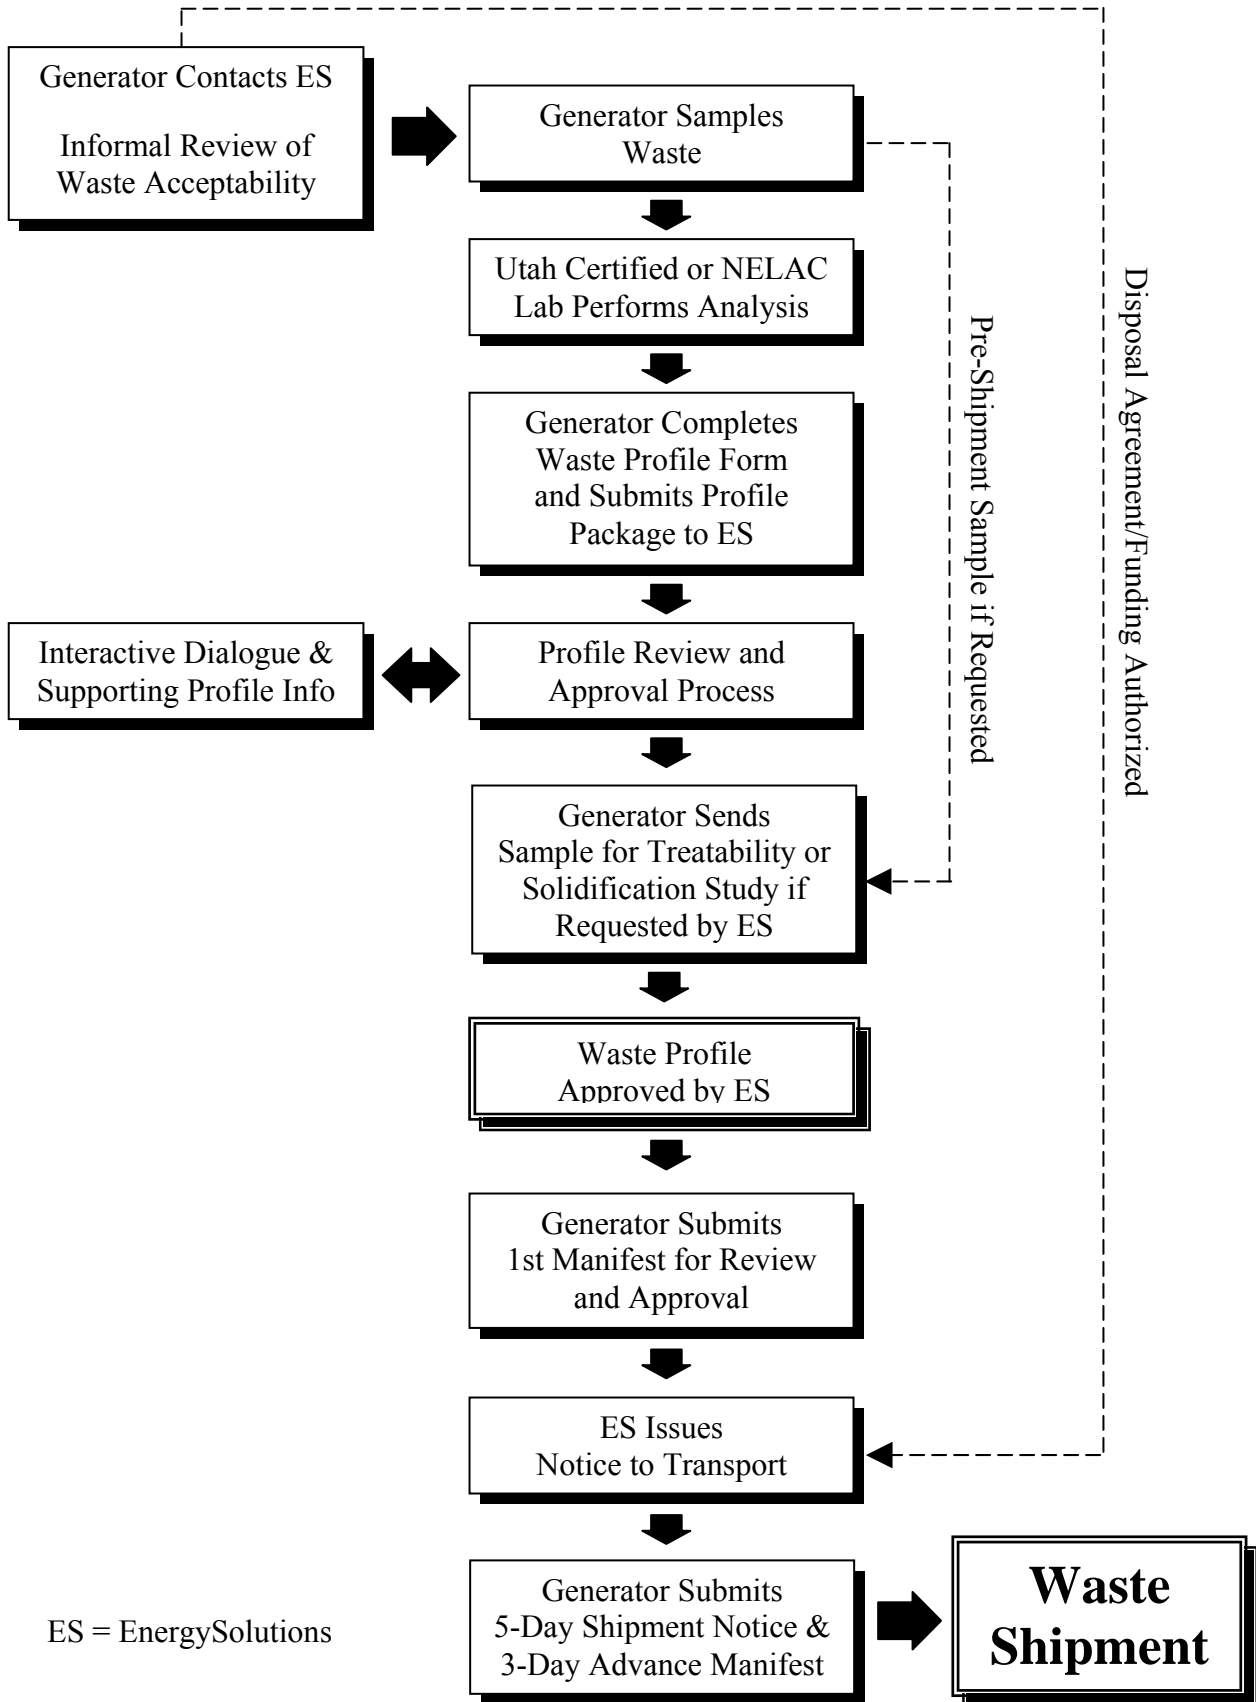 Generator Contacts ES
Informal Review of
Waste Acceptability
Generator Samples
Waste
Utah Certified or NELAC
Lab Performs Analysis
Generator Completes
Waste Profile Form
and Submits Profile
Package to ES
Interactive Dialogue &
Supporting Profile Info
Profile Review and
Approval Process
Generator Sends
Sample for Treatability or
Solidification Study if
Requested by ES
Pre-Shipment Sample if Requested
Disposal Agreement/Funding Authorized
Waste Profile
Approved by ES
Generator Submits
1st Manifest for Review
and Approval
ES Issues
Notice to Transport
Generator Submits
5-Day Shipment Notice &
3-Day Advance Manifest
Waste
Shipment
ES = EnergySolutions